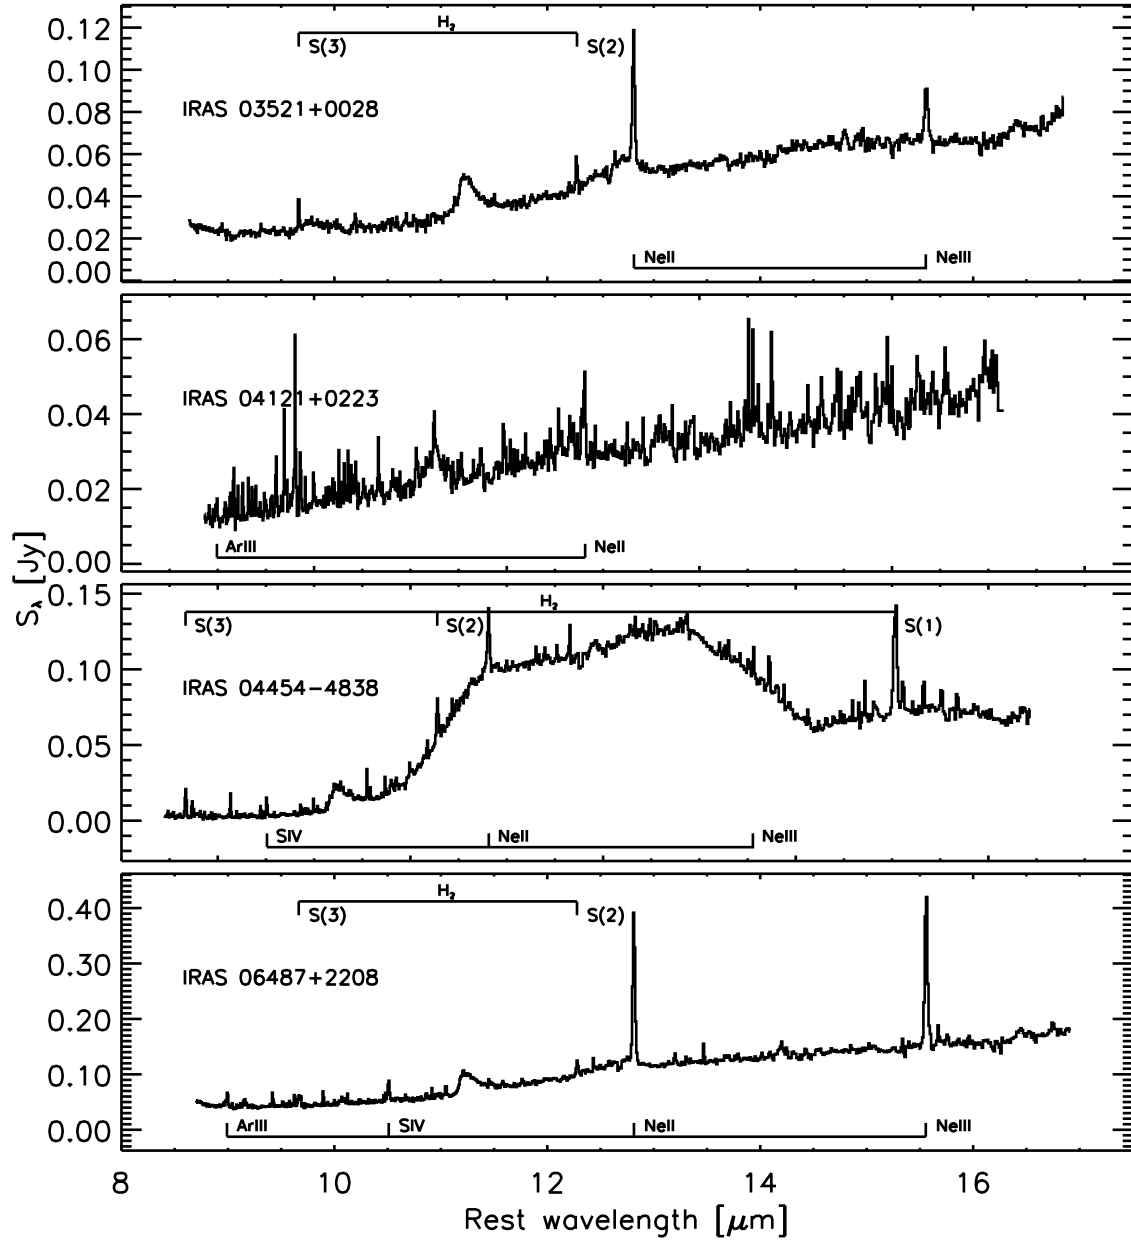 0.12
0.10
0.08
0.06
0.04
0.02
0.00
H2
S(3)
S(2)
IRAS 03521+0028
NeII
NeIII
0.06
0.04
0.02
0.00
IRAS 04121+0223
ArIII
NeII
0.15
0.10
0.05
0.00
H2
S(3)
S(2)
S(1)
IRAS 04454-4838
SIV
NeII
NeIII
0.40
0.30
0.20
0.10
0.00
H2
S(3)
S(2)
IRAS 06487+2208
ArIII
SIV
NeII
NeIII
8 10 12 14 16
Rest wavelength [μm]
Sλ [Jy]